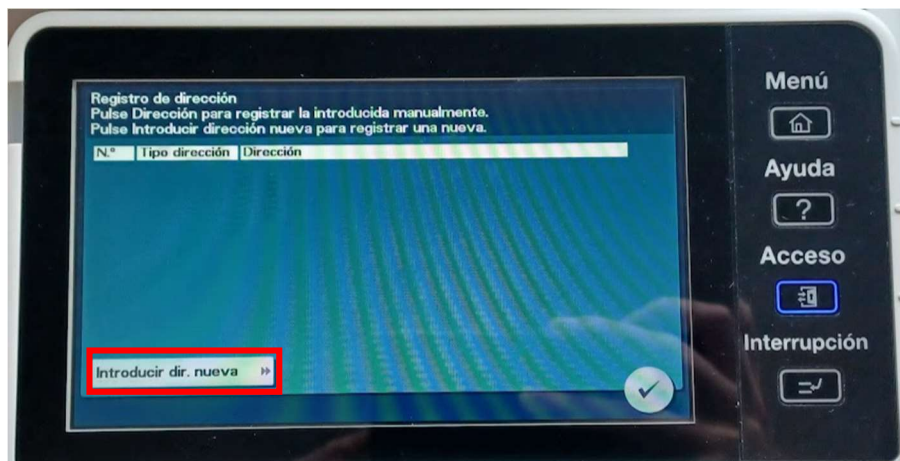 Registro de dirección
Pulse Dirección para registrar la introducida manualmente.
Pulse Introducir dirección nueva para registrar una nueva.
N.º Tipo dirección Dirección
Introducir dir. nueva
Menú
Ayuda
?
Acceso
Interrupción